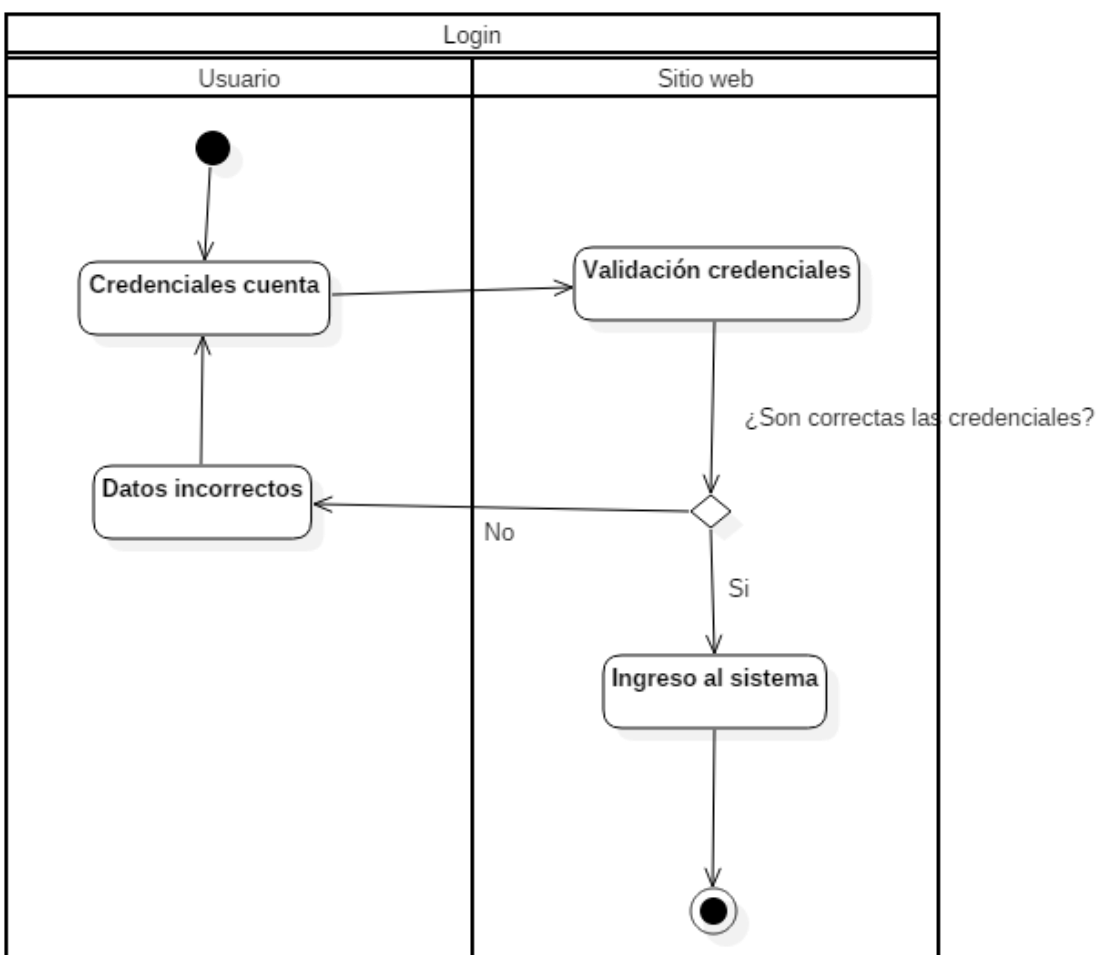 Login
Usuario
Sitio web
Credenciales cuenta
Validación credenciales
¿Son correctas las credenciales?
Datos incorrectos
No
Si
Ingreso al sistema